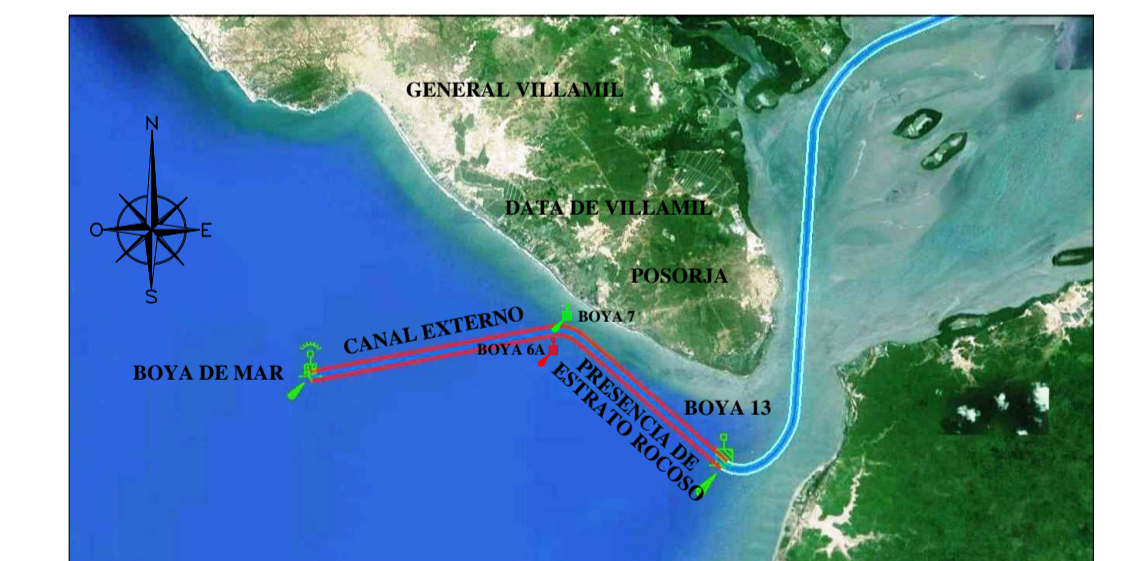 GENERAL VILLAMIL
N
DATA DE VILLAMIL
O
E
POSORJA
S
BOYA 7
CANAL EXTERNO
BOYA 6A
BOYA DE MAR
PRESENCIA DE
ESTRATO ROCOSO
BOYA 13